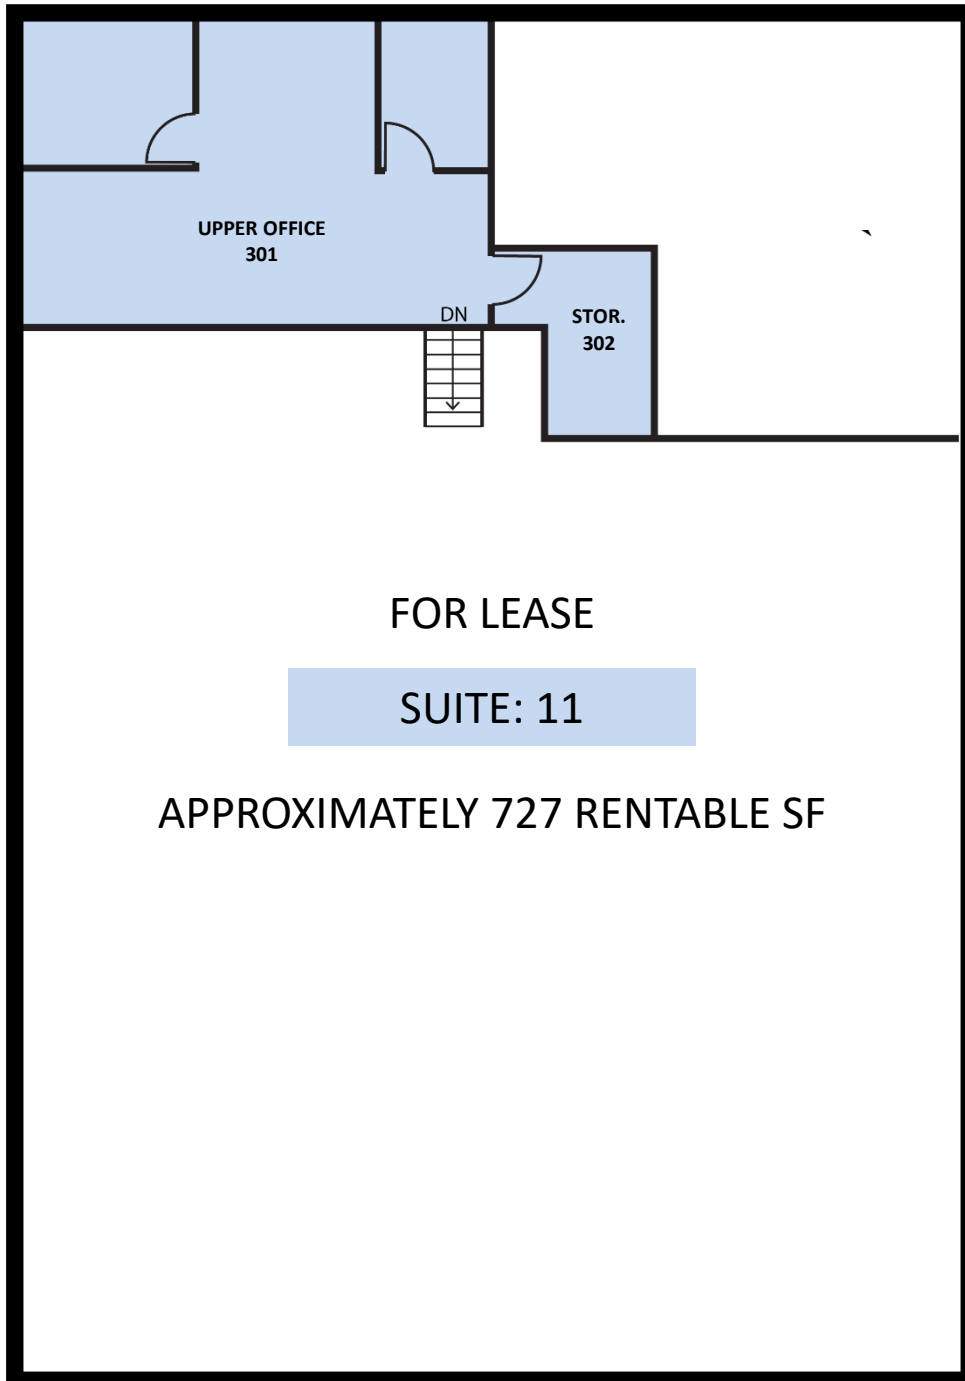 UPPER OFFICE
301
DN
STOR.
302
FOR LEASE
SUITE: 11
APPROXIMATELY 727 RENTABLE SF